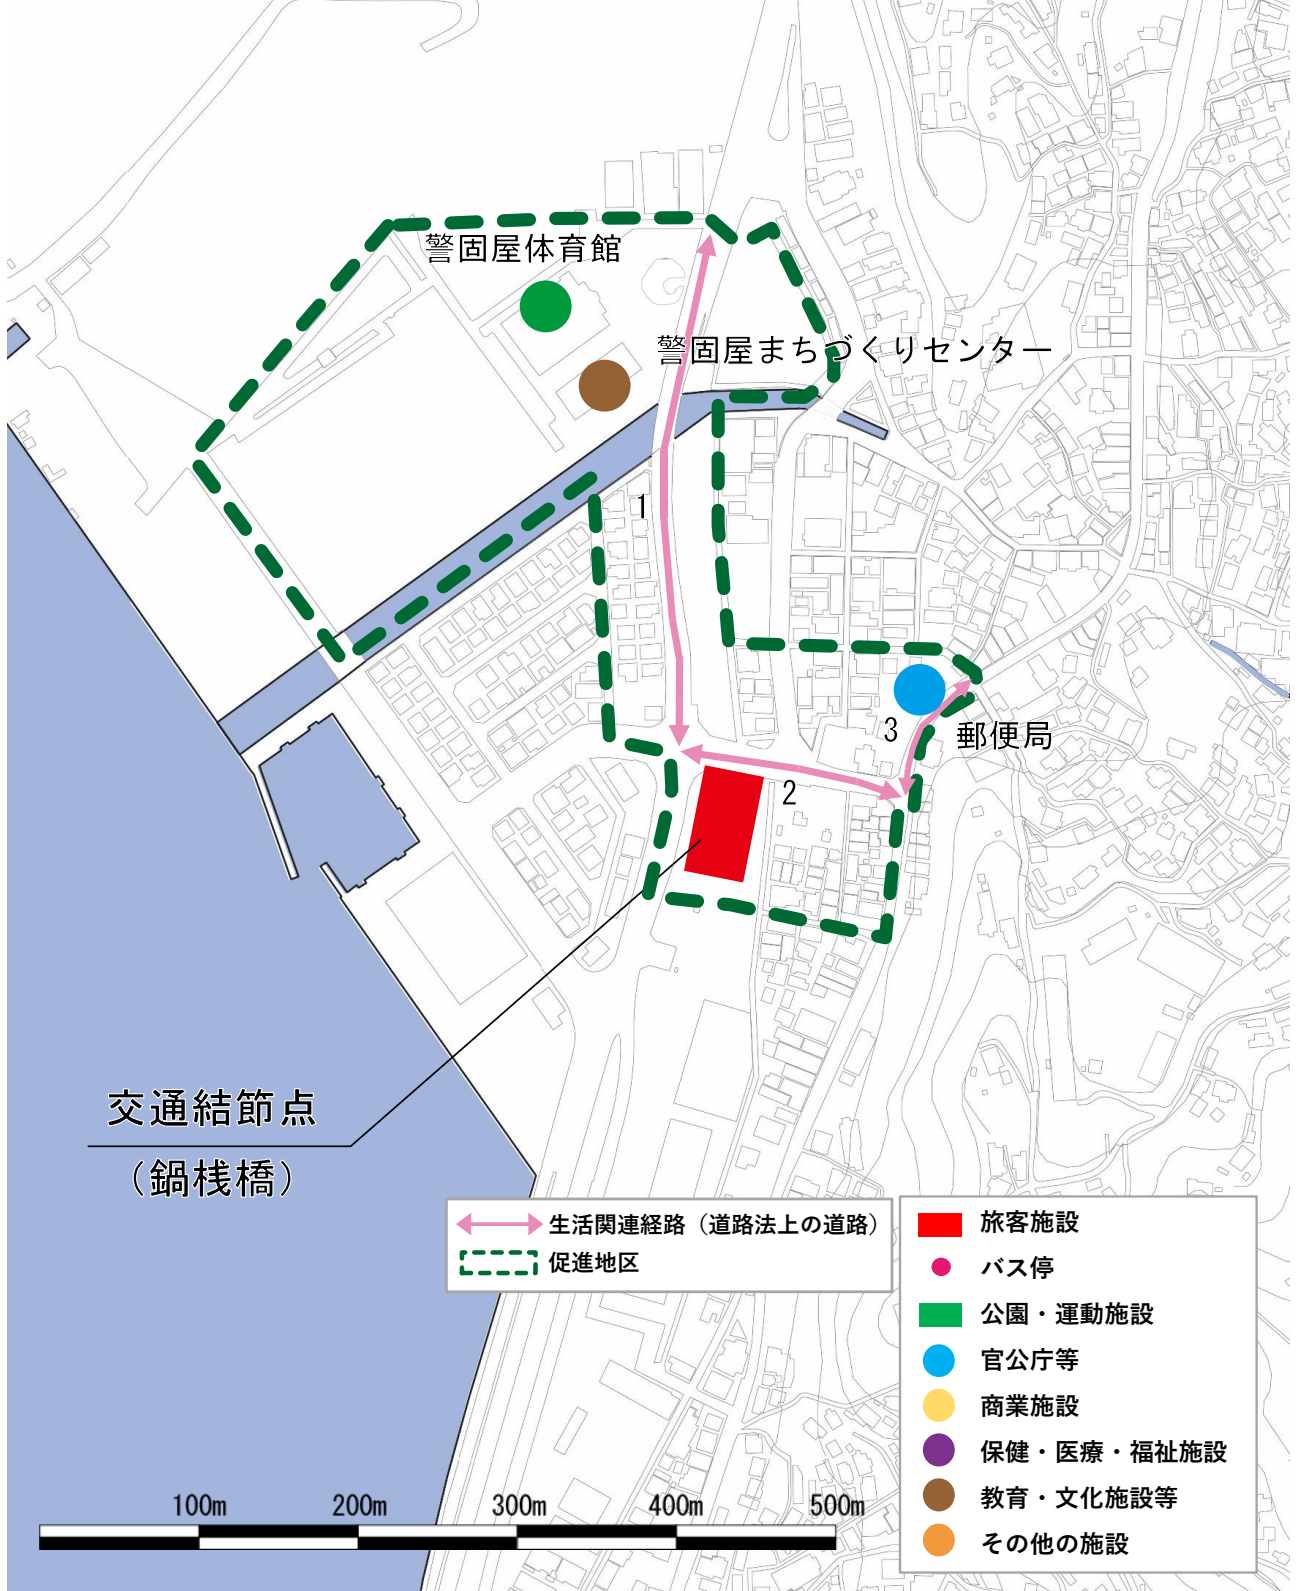 警固屋体育館
警固屋まちづくりセンター
1
3
郵便局
2
交通結節点
（鍋桟橋）
生活関連経路（道路法上の道路）
促進地区
旅客施設
バス停
公園・運動施設
官公庁等
商業施設
保健・医療・福祉施設
教育・文化施設等
その他の施設
100m 200m 300m 400m 500m